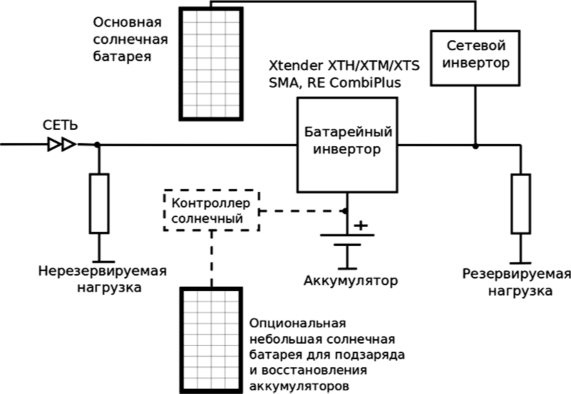 Основная
солнечная
батарея
Сетевой
инвертор
Xtender XTH/XTM/XTS
SMA, RE CombiPlus
СЕТЬ
Батарейный
инвертор
Контроллер
солнечный
+
Нерезервируемая
нагрузка
Аккумулятор
Резервируемая
нагрузка
Опциональная
небольшая солнечная
батарея для подзаряда
и восстановления
аккумуляторов